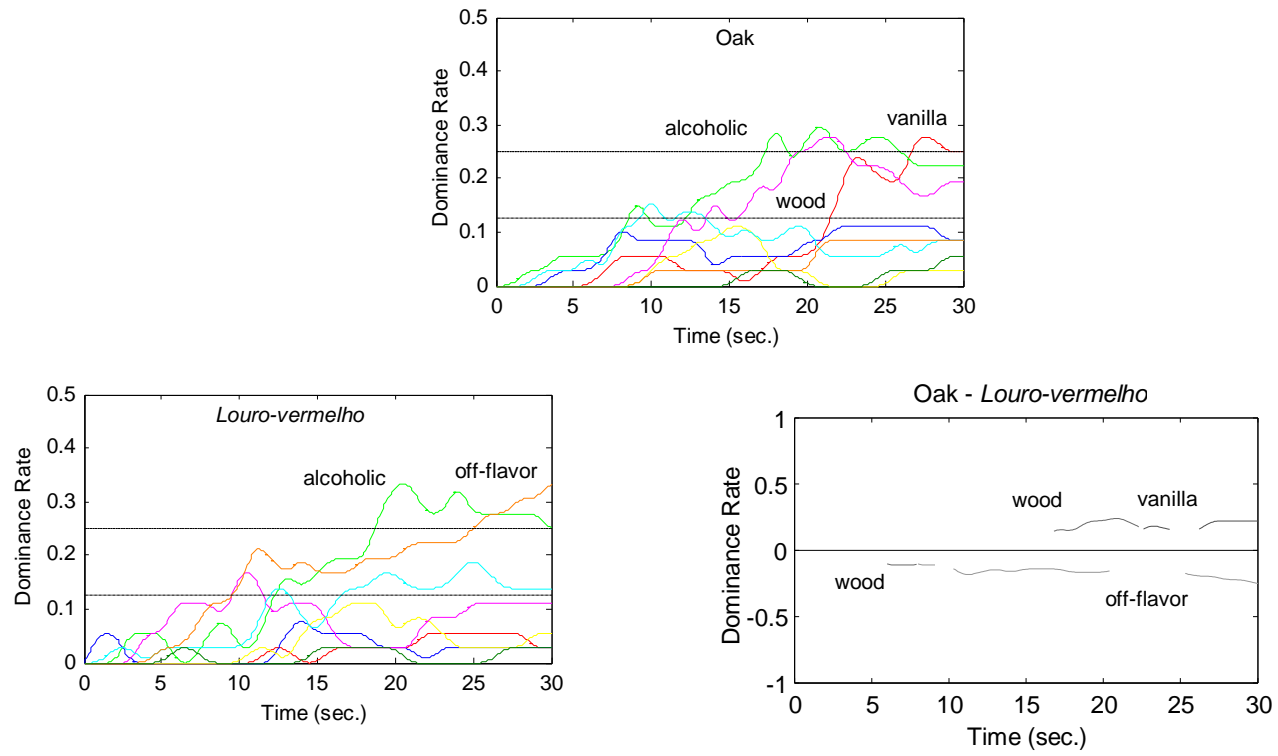 Oak
alcoholic
vanilla
wood
Dominance Rate
0.5
0.4
0.3
0.2
0.1
0
0 5 10 15 20 25 30
Time (sec.)
Louro-vermelho
alcoholic
off-flavor
Dominance Rate
0.5
0.4
0.3
0.2
0.1
0
0 5 10 15 20 25 30
Time (sec.)
Oak - Louro-vermelho
wood
vanilla
wood
off-flavor
Dominance Rate
1
0.5
0
-0.5
-1
0 5 10 15 20 25 30
Time (sec.)